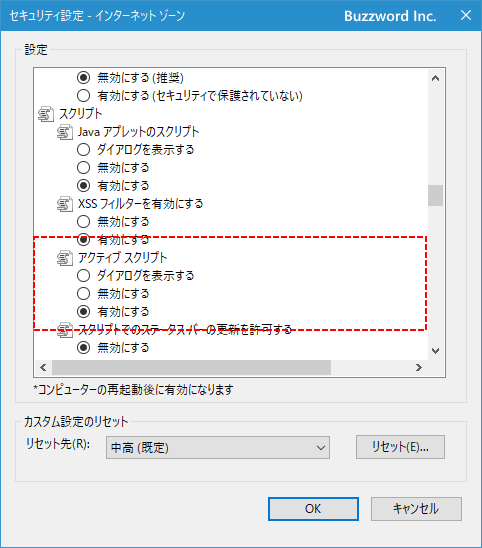 セキュリティ設定 - インターネット ゾーン
Buzzword Inc.
設定
無効にする (推奨)
有効にする (セキュリティで保護されていない)
スクリプト
Java アプレットのスクリプト
ダイアログを表示する
無効にする
有効にする
XSS フィルターを有効にする
無効にする
有効にする
アクティブ スクリプト
ダイアログを表示する
無効にする
有効にする
スクリプトでのステータス バーの更新を許可する
無効にする
*コンピューターの再起動後に有効になります
カスタム設定のリセット
リセット先(R):
中高 (既定)
リセット(E)...
OK
キャンセル